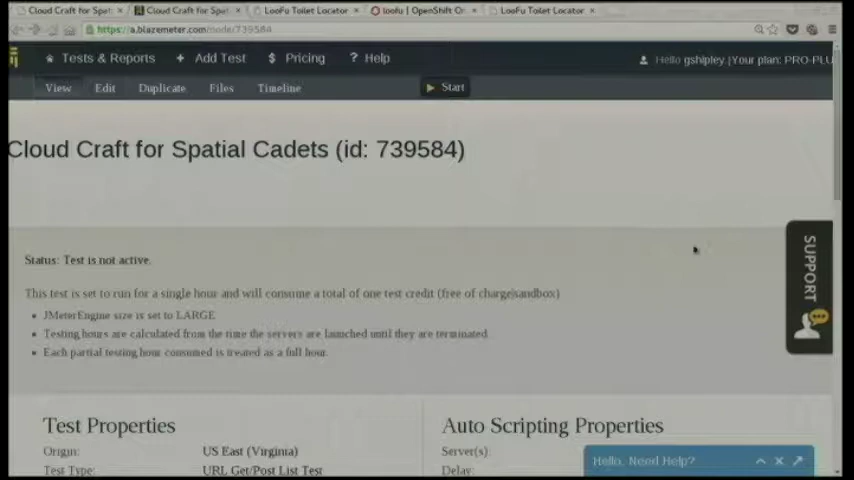 Cloud Craft for Spat × Cloud Craft for Spat × LooFu Toilet Locator × loofu | OpenShift O × LooFu Toilet Locator ×
https://a.blazemeter.com/node/739584
Tests & Reports + Add Test $ Pricing ? Help Hello gshipley |Your plan: PRO-PLU
View Edit Duplicate Files Timeline Start
Cloud Craft for Spatial Cadets (id: 739584)
SUPPORT
Status: Test is not active.
This test is set to run for a single hour and will consume a total of one test credit (free of charge|sandbox)
JMeterEngine size is set to LARGE
Testing hours are calculated from the time the servers are launched until they are terminated.
Each partial testing hour consumed is treated as a full hour.
Test Properties Auto Scripting Properties
Origin: US East (Virginia) Server(s):
Hello, Need Help?
Test Type: URL Get/Post List Test Delay: